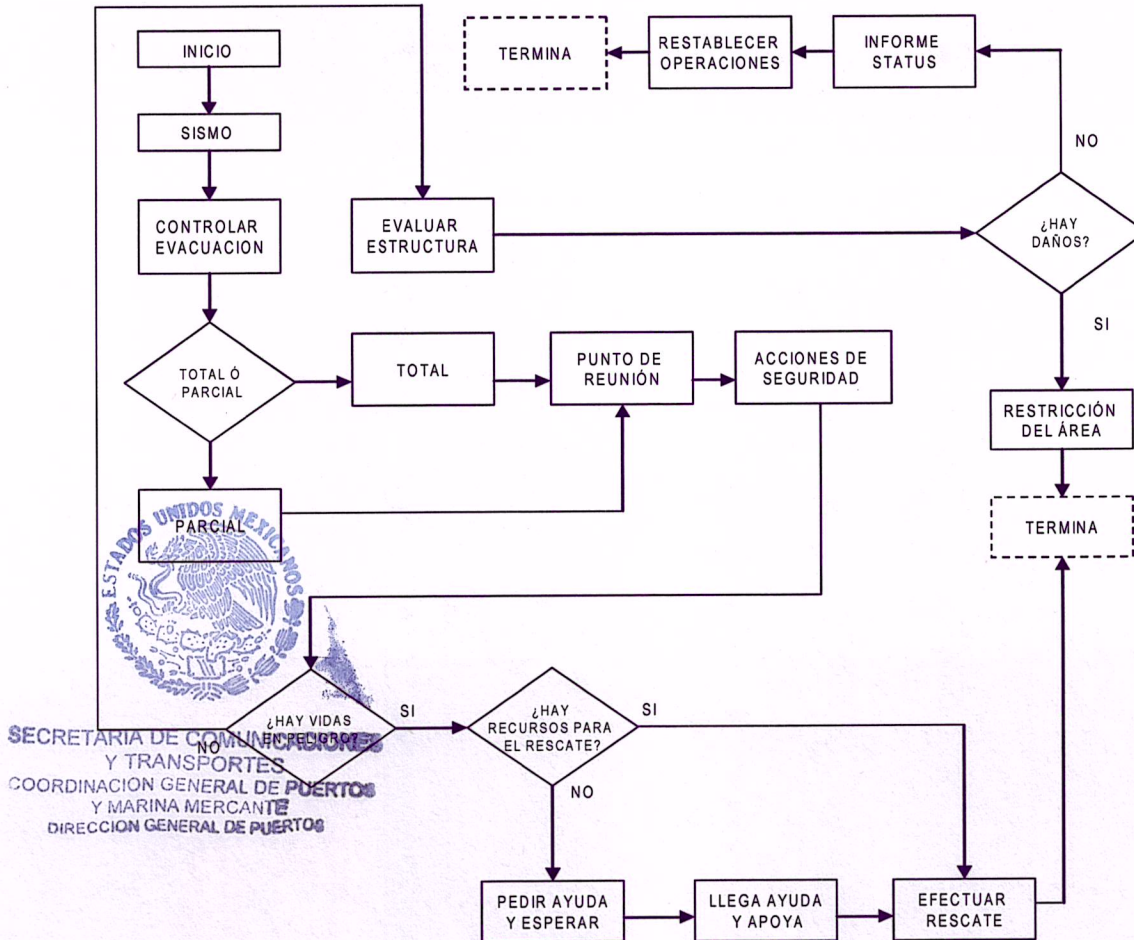 INICIO
SISMO
CONTROLAR
EVACUACION
TOTAL Ó
PARCIAL
TOTAL
PUNTO DE
REUNIÓN
ACCIONES DE
SEGURIDAD
PARCIAL
EVALUAR
ESTRUCTURA
¿HAY
DAÑOS?
NO
INFORME
STATUS
RESTABLECER
OPERACIONES
TERMINA
SI
RESTRICCIÓN
DEL ÁREA
TERMINA
¿HAY VIDAS
EN PELIGRO?
NO
SI
¿HAY
RECURSOS PARA
EL RESCATE?
SI
NO
PEDIR AYUDA
Y ESPERAR
LLEGA AYUDA
Y APOYA
EFECTUAR
RESCATE
ESTADOS UNIDOS MEXICANOS
SECRETARIA DE COMUNICACIONES
Y TRANSPORTES
COORDINACION GENERAL DE PUERTOS
Y MARINA MERCANTE
DIRECCION GENERAL DE PUERTOS